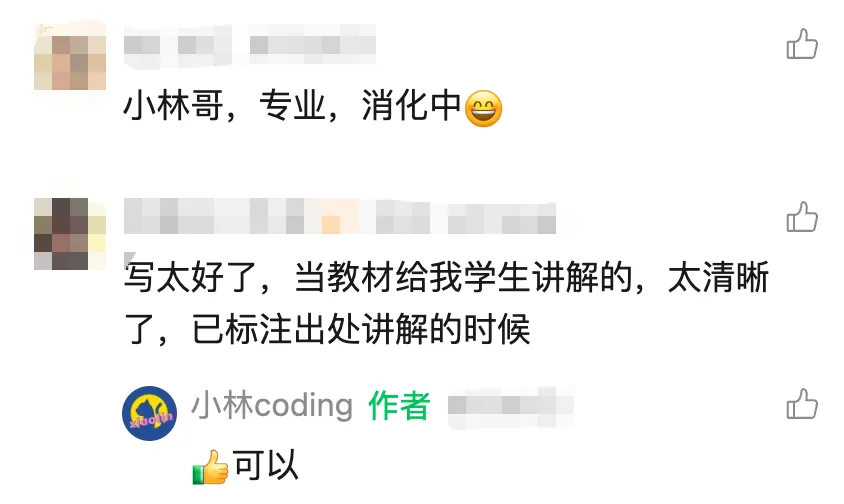 小林哥，专业，消化中😄
写太好了，当教材给我学生讲解的，太清晰
了，已标注出处讲解的时候
xiaolin
小林coding 作者
👍可以